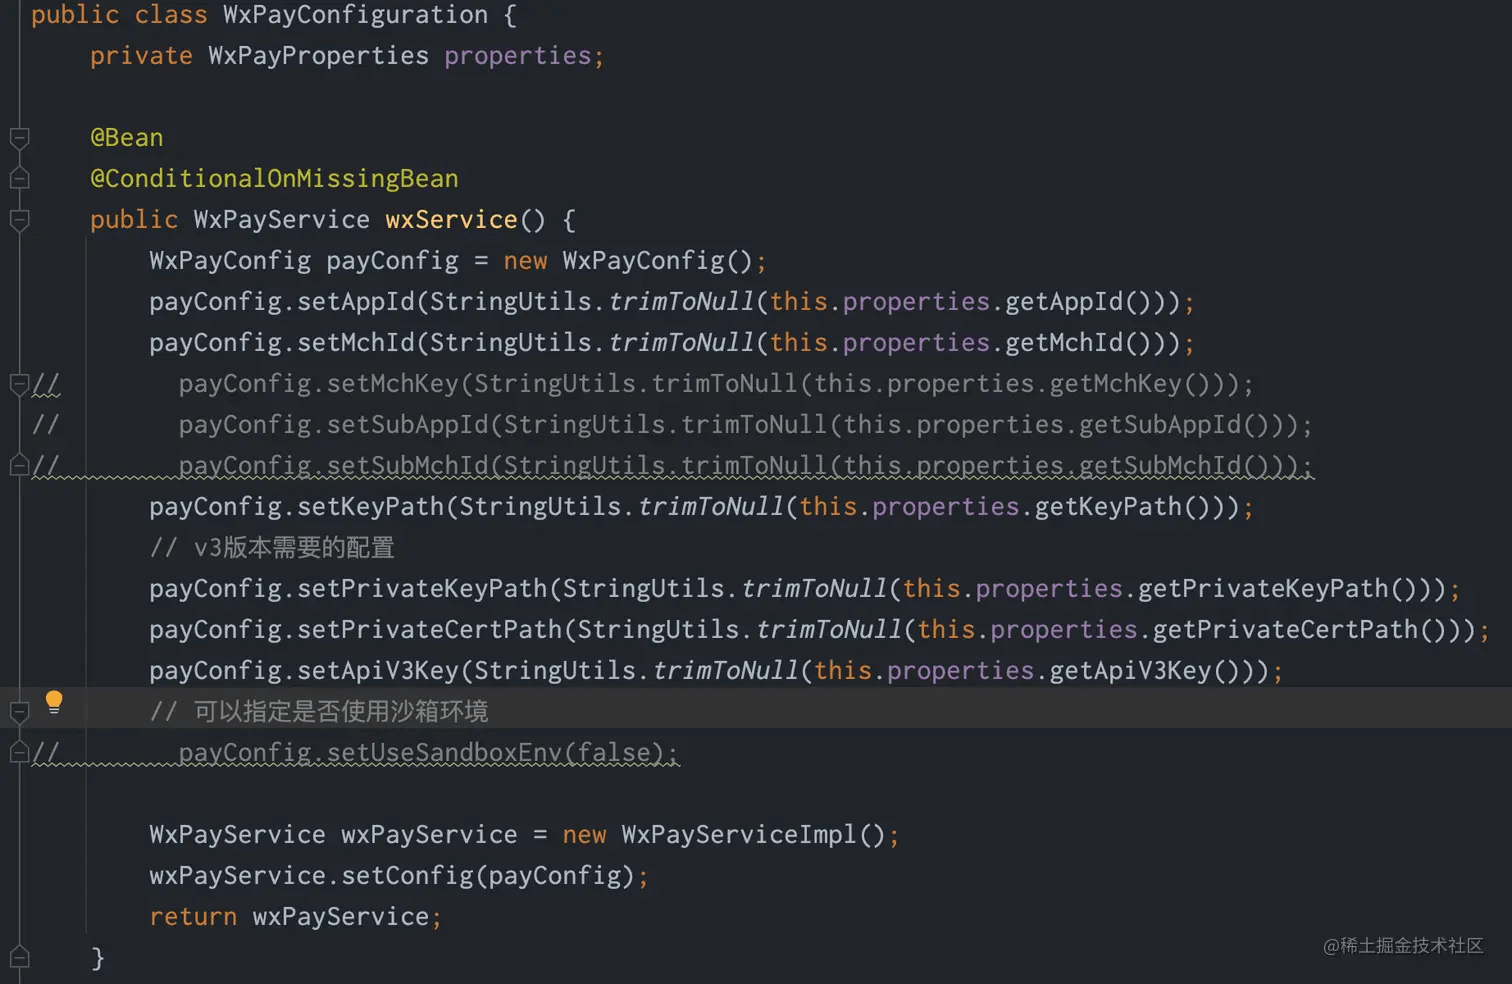 public class WxPayConfiguration {
    private WxPayProperties properties;

    @Bean
    @ConditionalOnMissingBean
    public WxPayService wxService() {
        WxPayConfig payConfig = new WxPayConfig();
        payConfig.setAppId(StringUtils.trimToNull(this.properties.getAppId()));
        payConfig.setMchId(StringUtils.trimToNull(this.properties.getMchId()));
//        payConfig.setMchKey(StringUtils.trimToNull(this.properties.getMchKey()));
//        payConfig.setSubAppId(StringUtils.trimToNull(this.properties.getSubAppId()));
//        payConfig.setSubMchId(StringUtils.trimToNull(this.properties.getSubMchId()));
        payConfig.setKeyPath(StringUtils.trimToNull(this.properties.getKeyPath()));
        // v3版本需要的配置
        payConfig.setPrivateKeyPath(StringUtils.trimToNull(this.properties.getPrivateKeyPath()));
        payConfig.setPrivateCertPath(StringUtils.trimToNull(this.properties.getPrivateCertPath()));
        payConfig.setApiV3Key(StringUtils.trimToNull(this.properties.getApiV3Key()));
        // 可以指定是否使用沙箱环境
//        payConfig.setUseSandboxEnv(false);

        WxPayService wxPayService = new WxPayServiceImpl();
        wxPayService.setConfig(payConfig);
        return wxPayService;
    }
@稀土掘金技术社区